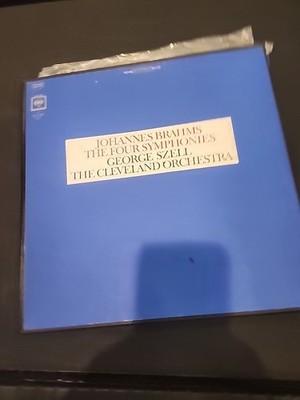 JOHANNES BRAHMS
THE FOUR SYMPHONIES
GEORGE SZELL
THE CLEVELAND ORCHESTRA